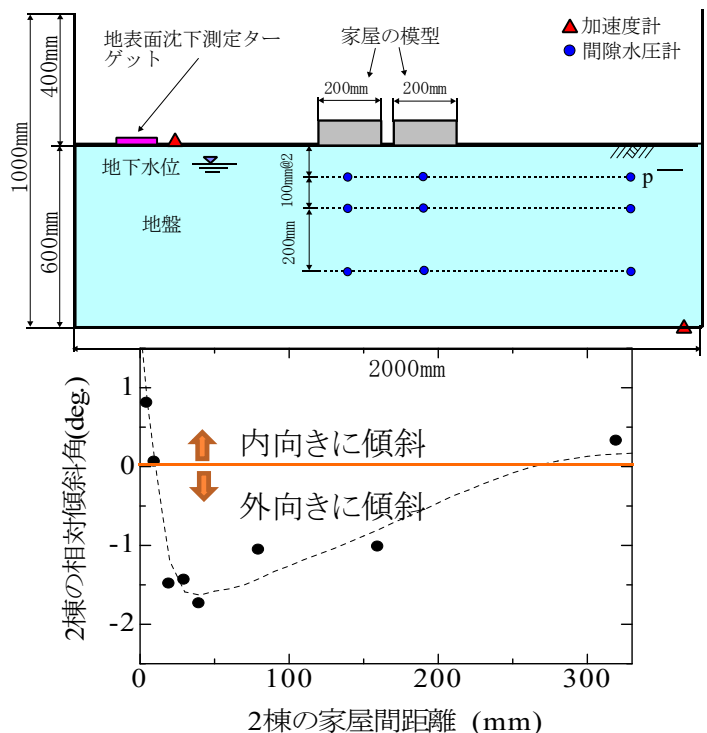 地表面沈下測定ター
ゲット
家屋の模型
加速度計
間隙水圧計
200mm
200mm
400mm
1000mm
600mm
地下水位
地盤
100mm@2
200mm
p
2000mm
2棟の相対傾斜角(deg.)
1
0
-1
-2
内向きに傾斜
外向きに傾斜
0
100
200
300
2棟の家屋間距離 (mm)